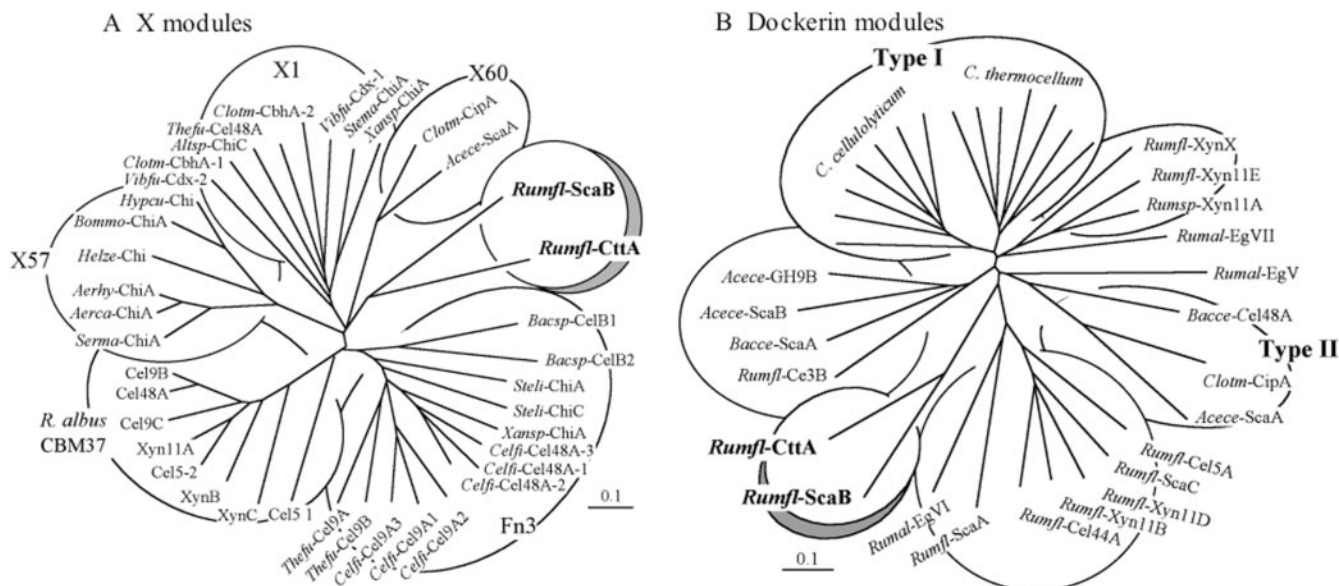 A X modules
X1
X60
Clotm-CbhA-2
Thefu-Cel48A
Altsp-ChiC
Clotm-CbhA-1
Vibfu-Cdx-2
Hypcu-Chi
Bommo-ChiA
X57
Helze-Chi
Aerhy-ChiA
Aerca-ChiA
Serma-ChiA
Vibfu-Cdx-1
Stema-ChiA
Xansp-ChiA
Clotm-CipA
Acece-ScaA
Rumfl-ScaB
Rumfl-CttA
Bacsp-CelB1
Bacsp-CelB2
Steli-ChiA
Steli-ChiC
Xansp-ChiA
Celfi-Cel48A-3
Celfi-Cel48A-1
Celfi-Cel48A-2
0.1
Fn3
Cel9B
Cel48A
R. albus
CBM37
Cel9C
Xyn11A
Cel5-2
XynB
XynC
Cel5 1
Thefu-Cel9A
Thefu-Cel9B
Celfi-Cel9A3
Celfi-Cel9A1
Celfi-Cel9A2
B Dockerin modules
Type I
C. thermocellum
C. cellulolyticum
Rumfl-XynX
Rumfl-Xyn11E
Rumsp-Xyn11A
Rumal-EgVII
Rumal-EgV
Bacce-Cel48A
Type II
Clotm-CipA
Acece-ScaA
Acece-GH9B
Acece-ScaB
Bacce-ScaA
Rumfl-Ce3B
Rumfl-CttA
Rumfl-ScaB
Rumal-EgVI
Rumfl-ScaA
Rumfl-Cel5A
Rumfl-ScaC
Rumfl-Xyn11D
Rumfl-Xyn11B
Rumfl-Cel44A
0.1